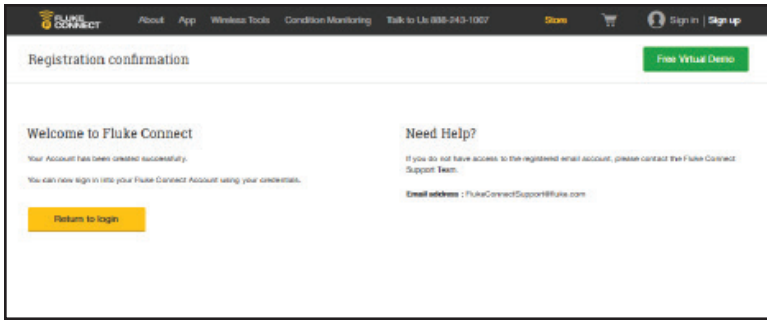 FLUKE CONNECT
About App Wireless Tools Condition Monitoring Talk to Us 888-243-1007 Store Sign in | Sign up
Registration confirmation
Free Virtual Demo
Welcome to Fluke Connect
Your Account has been created successfully.
You can now sign in into your Fluke Connect Account using your credentials.
Return to login
Need Help?
If you do not have access to the registered email account, please contact the Fluke Connect
Support Team.
Email address : FlukeConnectSupport@fluke.com